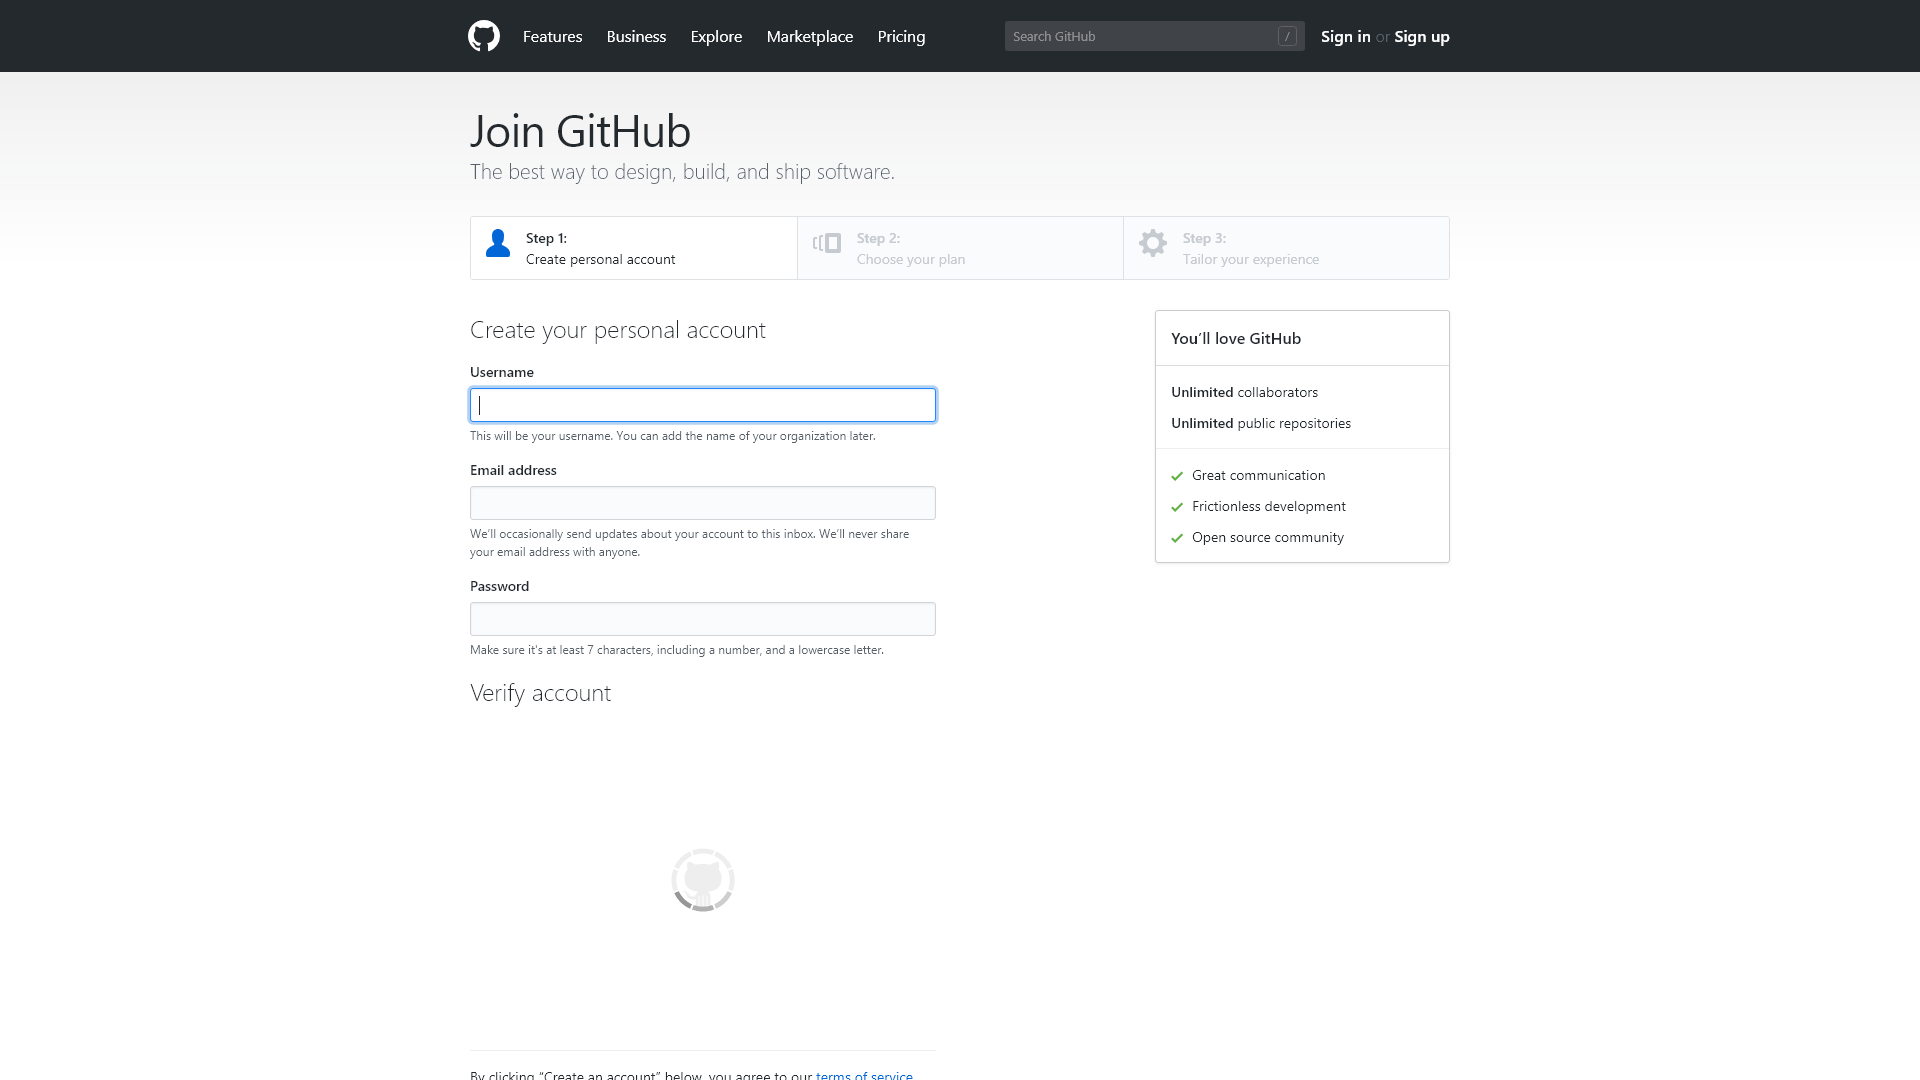 Features Business Explore Marketplace Pricing Search GitHub / Sign in or Sign up
Join GitHub
The best way to design, build, and ship software.
Step 1:
Create personal account
Step 2:
Choose your plan
Step 3:
Tailor your experience
Create your personal account
Username
This will be your username. You can add the name of your organization later.
Email address
We’ll occasionally send updates about your account to this inbox. We’ll never share
your email address with anyone.
Password
Make sure it's at least 7 characters, including a number, and a lowercase letter.
Verify account
By clicking “Create an account” below, you agree to our terms of service
You’ll love GitHub
Unlimited collaborators
Unlimited public repositories
Great communication
Frictionless development
Open source community